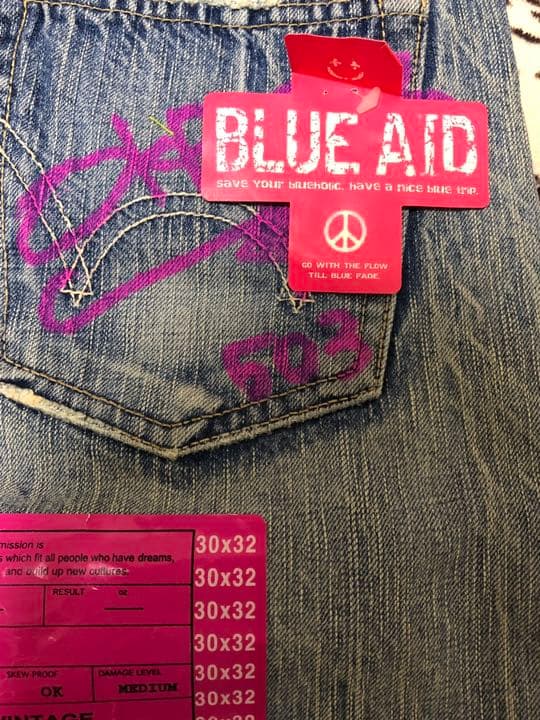 BLUE AID
save your blueholic. have a nice blue trip.
GO WITH THE FLOW
TILL BLUE FADE
503
mission is
s which fit all people who have dreams,
and build up new cultures.
RESULT oz
SKEW-PROOF DAMAGE LEVEL
OK MEDIUM
VINTAGE
30x32
30x32
30x32
30x32
30x32
30x32